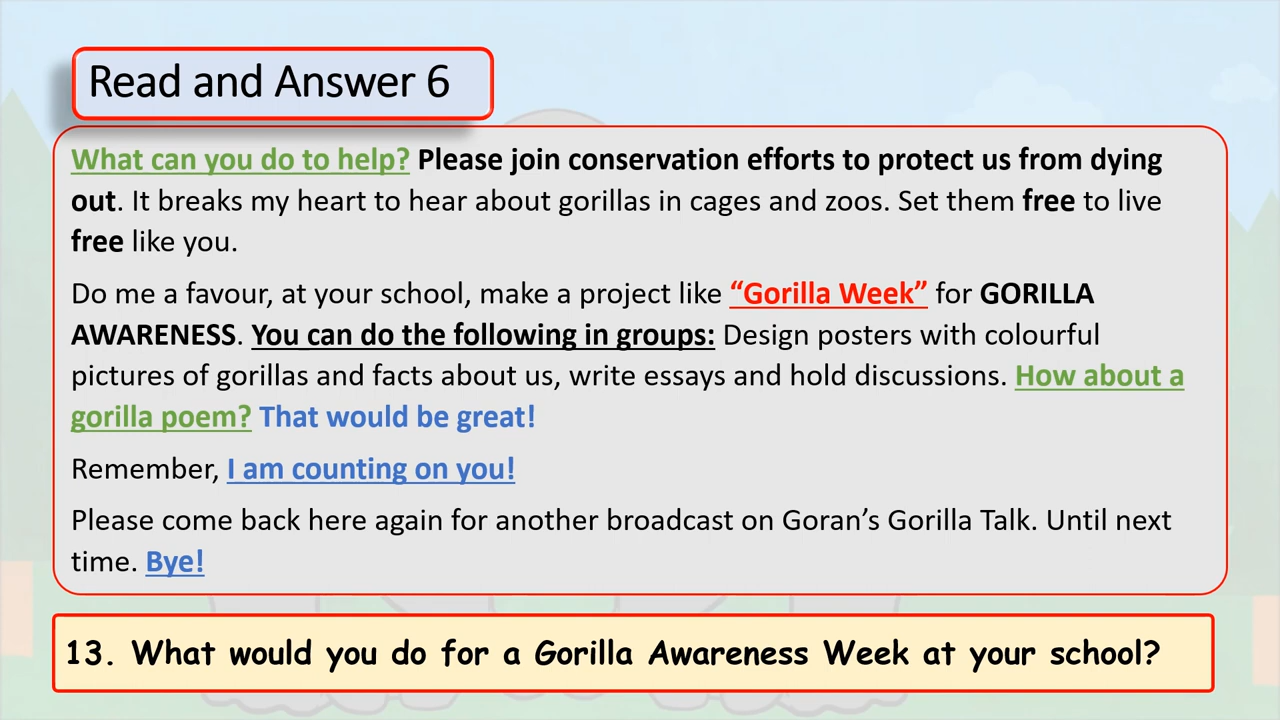 Read and Answer 6
What can you do to help? Please join conservation efforts to protect us from dying
out. It breaks my heart to hear about gorillas in cages and zoos. Set them free to live
free like you.
Do me a favour, at your school, make a project like “Gorilla Week” for GORILLA
AWARENESS. You can do the following in groups: Design posters with colourful
pictures of gorillas and facts about us, write essays and hold discussions. How about a
gorilla poem? That would be great!
Remember, I am counting on you!
Please come back here again for another broadcast on Goran’s Gorilla Talk. Until next
time. Bye!
13. What would you do for a Gorilla Awareness Week at your school?